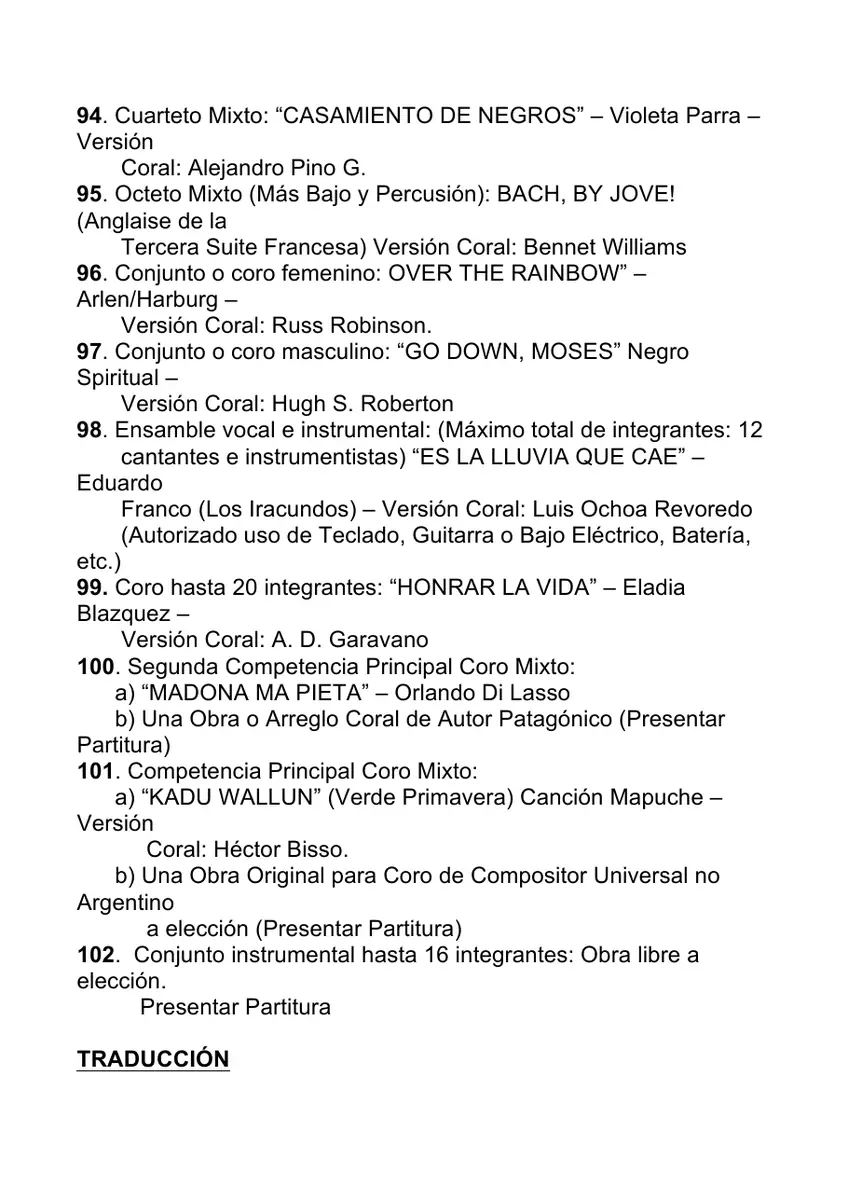 94. Cuarteto Mixto: “CASAMIENTO DE NEGROS” – Violeta Parra –
Versión
Coral: Alejandro Pino G.
95. Octeto Mixto (Más Bajo y Percusión): BACH, BY JOVE!
(Anglaise de la
Tercera Suite Francesa) Versión Coral: Bennet Williams
96. Conjunto o coro femenino: OVER THE RAINBOW” –
Arlen/Harburg –
Versión Coral: Russ Robinson.
97. Conjunto o coro masculino: “GO DOWN, MOSES” Negro
Spiritual –
Versión Coral: Hugh S. Roberton
98. Ensamble vocal e instrumental: (Máximo total de integrantes: 12
cantantes e instrumentistas) “ES LA LLUVIA QUE CAE” –
Eduardo
Franco (Los Iracundos) – Versión Coral: Luis Ochoa Revoredo
(Autorizado uso de Teclado, Guitarra o Bajo Eléctrico, Batería,
etc.)
99. Coro hasta 20 integrantes: “HONRAR LA VIDA” – Eladia
Blazquez –
Versión Coral: A. D. Garavano
100. Segunda Competencia Principal Coro Mixto:
a) “MADONA MA PIETA” – Orlando Di Lasso
b) Una Obra o Arreglo Coral de Autor Patagónico (Presentar
Partitura)
101. Competencia Principal Coro Mixto:
a) “KADU WALLUN” (Verde Primavera) Canción Mapuche –
Versión
Coral: Héctor Bisso.
b) Una Obra Original para Coro de Compositor Universal no
Argentino
a elección (Presentar Partitura)
102.  Conjunto instrumental hasta 16 integrantes: Obra libre a
elección.
Presentar Partitura
TRADUCCIÓN